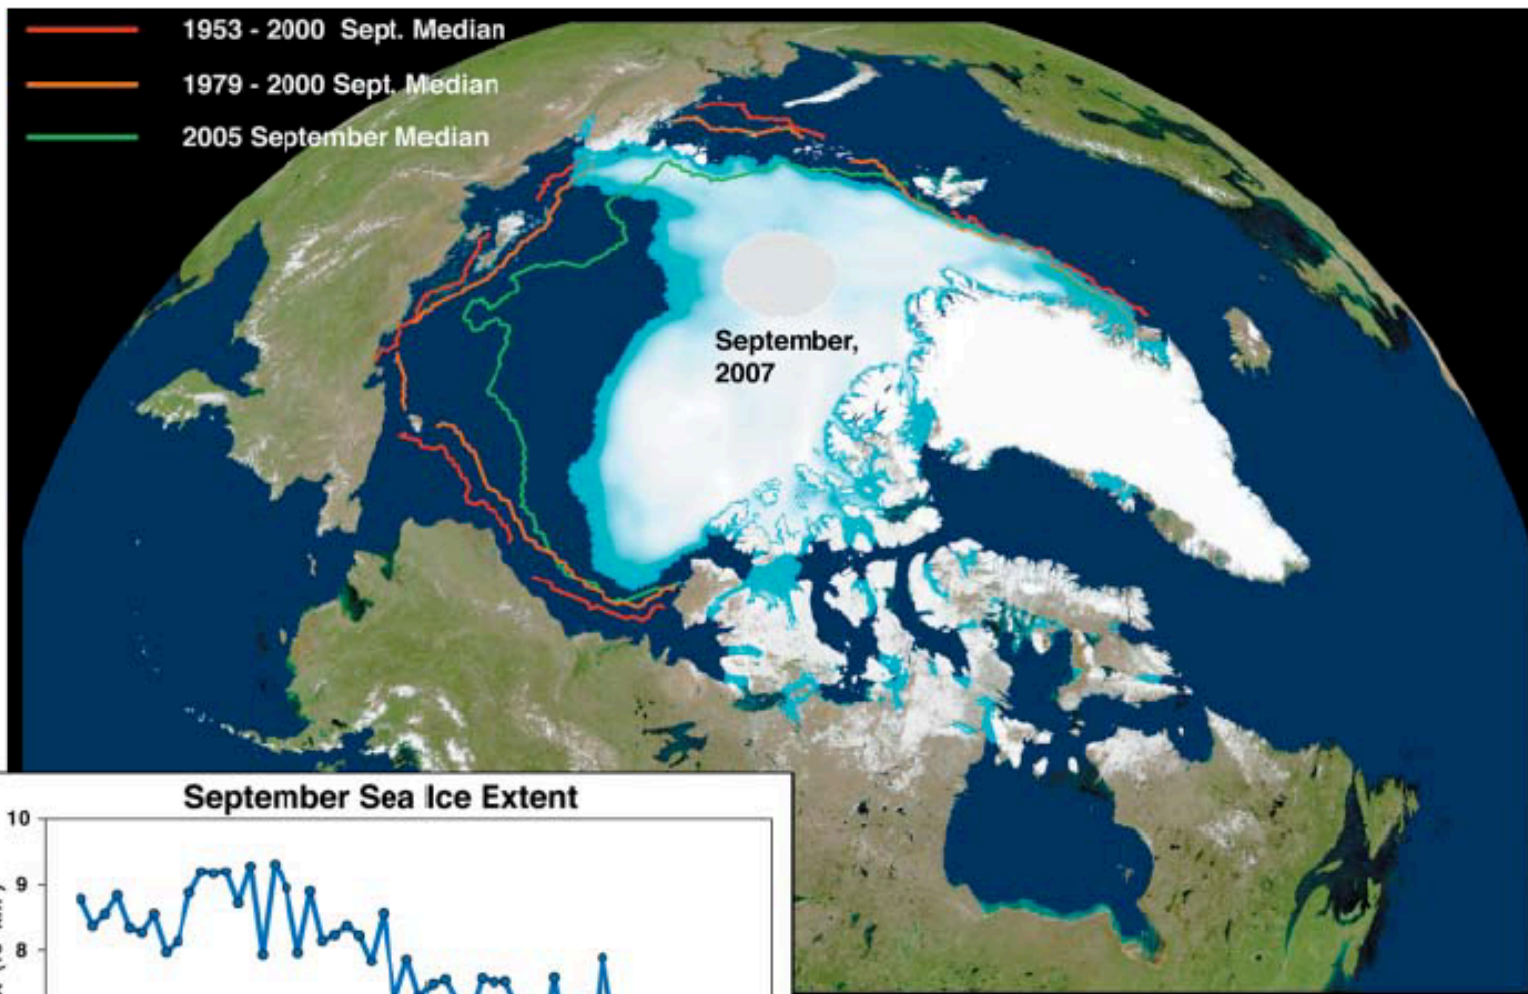 1953 - 2000 Sept. Median
1979 - 2000 Sept. Median
2005 September Median
September,
2007
September Sea Ice Extent
10
9
8